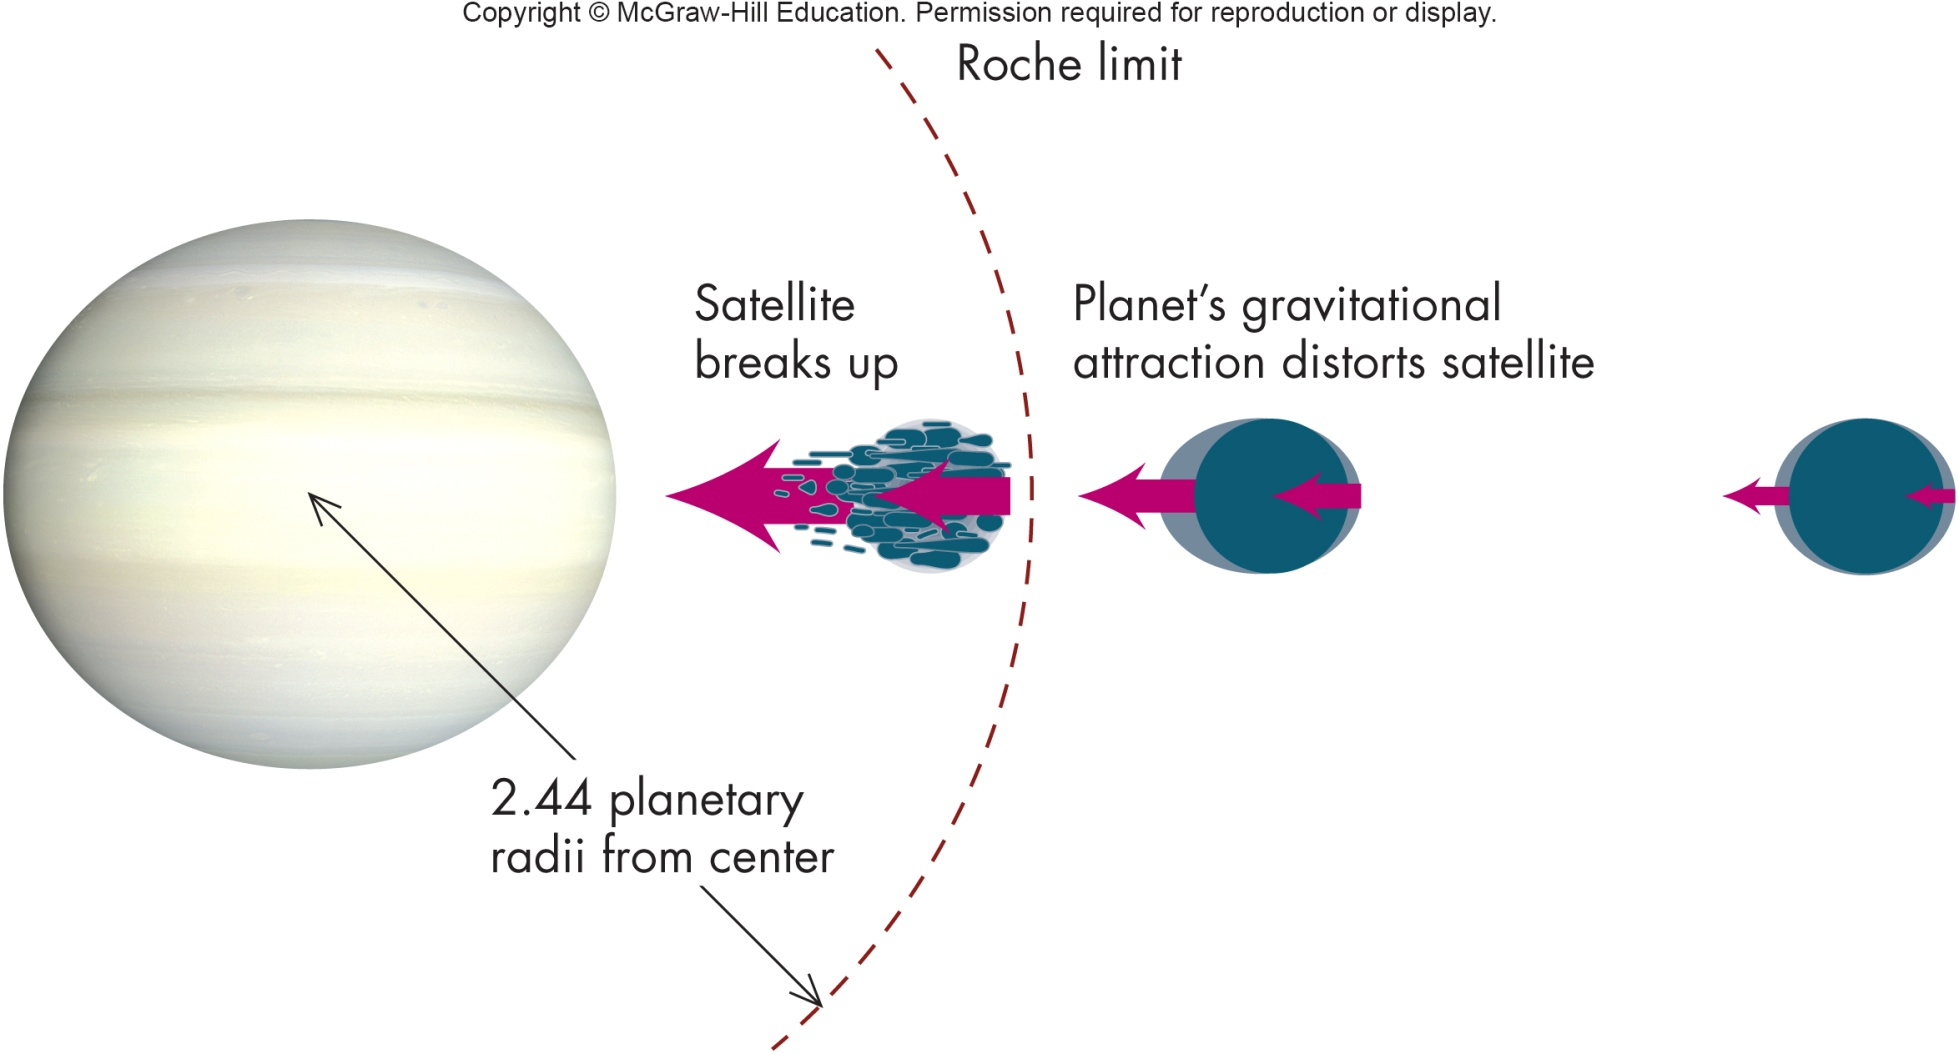 Copyright © McGraw-Hill Education. Permission required for reproduction or display.
Roche limit
Satellite
breaks up
Planet’s gravitational
attraction distorts satellite
2.44 planetary
radii from center